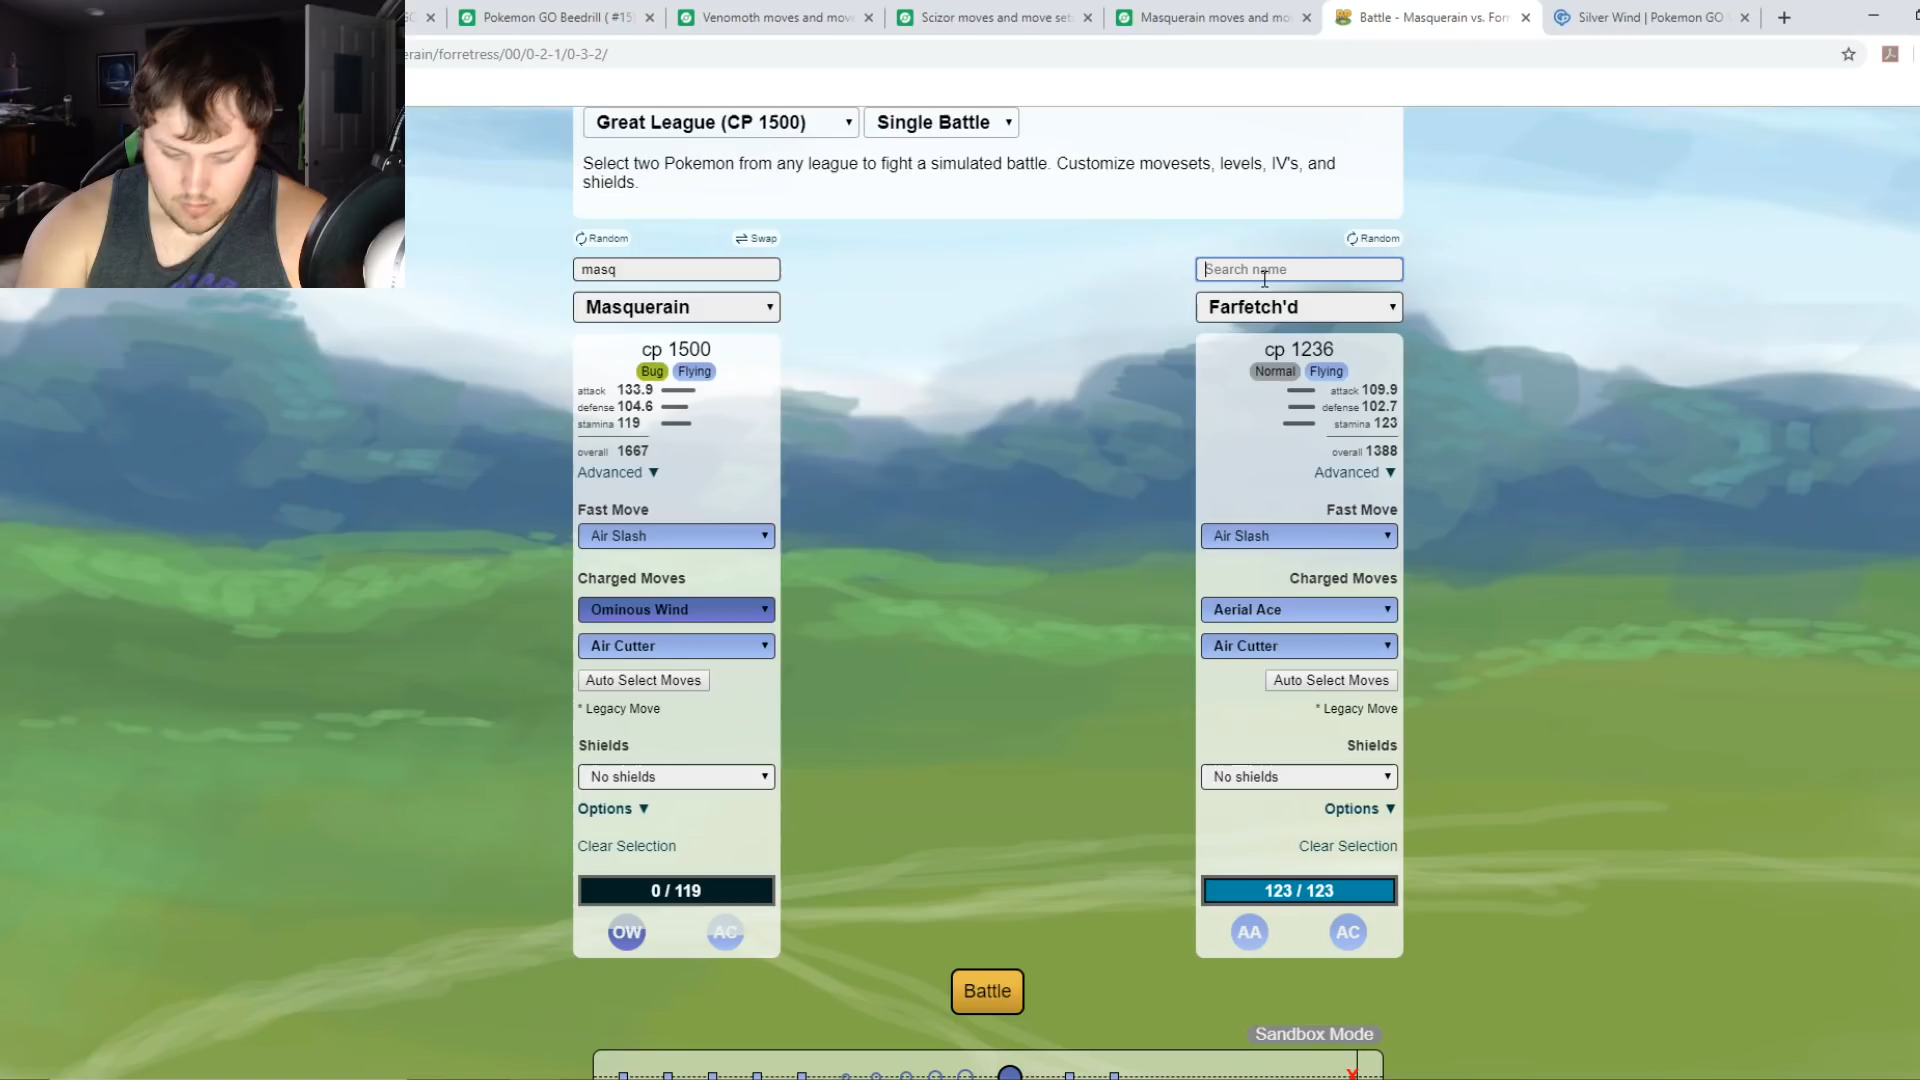 Pokemon GO Beedrill ( #15
Venomoth moves and move
Scizor moves and move set
Masquerain moves and mo
Battle - Masquerain vs. For
Silver Wind | Pokemon GO
erain/forretress/00/0-2-1/0-3-2/
Great League (CP 1500)
Single Battle
Select two Pokemon from any league to fight a simulated battle. Customize movesets, levels, IV's, and
shields.
Random
Swap
masq
Masquerain
cp 1500
Bug Flying
attack 133.9
defense 104.6
stamina 119
overall 1667
Advanced ▼
Fast Move
Air Slash
Charged Moves
Ominous Wind
Air Cutter
Auto Select Moves
* Legacy Move
Shields
No shields
Options ▼
Clear Selection
0 / 119
OW AC
Random
Search name
Farfetch'd
cp 1236
Normal Flying
attack 109.9
defense 102.7
stamina 123
overall 1388
Advanced ▼
Fast Move
Air Slash
Charged Moves
Aerial Ace
Air Cutter
Auto Select Moves
* Legacy Move
Shields
No shields
Options ▼
Clear Selection
123 / 123
AA AC
Battle
Sandbox Mode